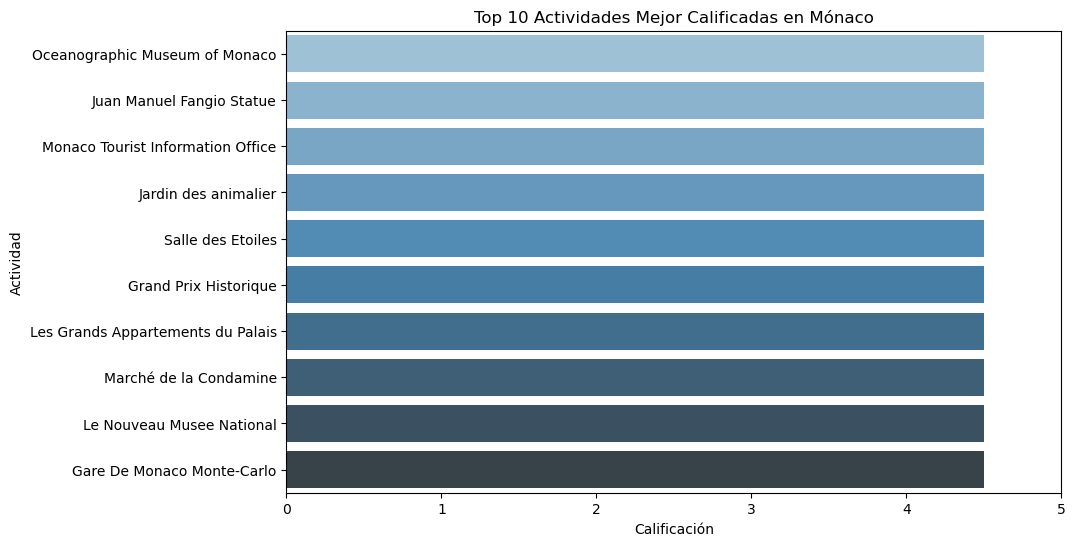 Top 10 Actividades Mejor Calificadas en Mónaco
Actividad
Oceanographic Museum of Monaco
Juan Manuel Fangio Statue
Monaco Tourist Information Office
Jardin des animalier
Salle des Etoiles
Grand Prix Historique
Les Grands Appartements du Palais
Marché de la Condamine
Le Nouveau Musee National
Gare De Monaco Monte-Carlo
0 1 2 3 4 5
Calificación